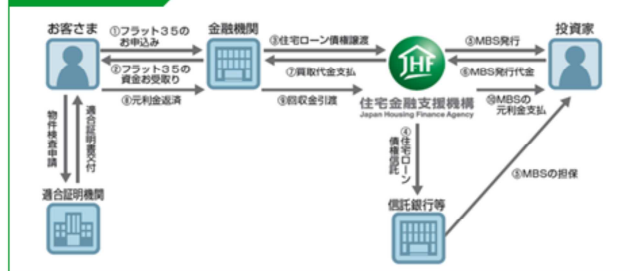 お客さま
①フラット35の
お申込み
金融機関
③住宅ローン債権譲渡
JHF
⑤MBS発行
投資家
②フラット35の
資金お受取り
⑦買取代金支払
⑥MBS発行代金
⑧元利金返済
⑨回収金引渡
住宅金融支援機構
Japan Housing Finance Agency
⑩MBSの
元利金支払
物件検査申請
適合証明書交付
④住宅ローン
債権信託
適合証明機関
信託銀行等
⑤MBSの担保